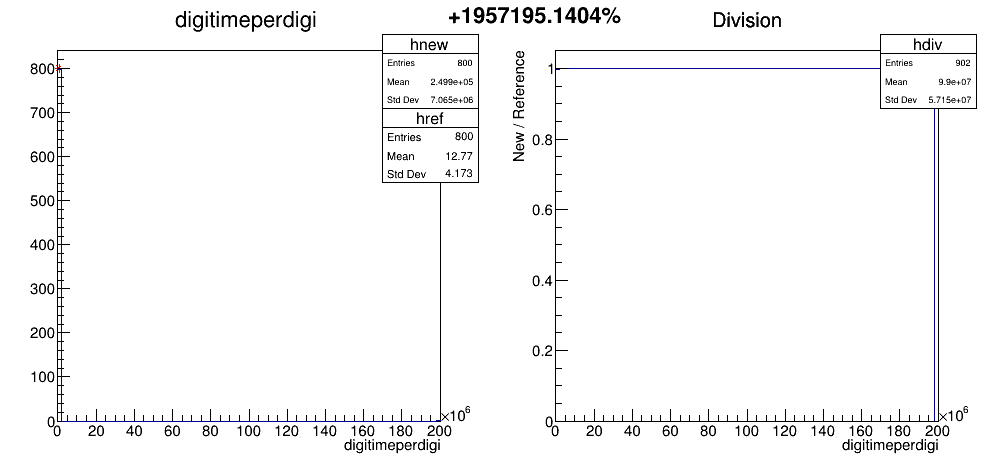 digitimeperdigi
+1957195.1404%
Division
hnew
Entries 800
Mean 2.499e+05
Std Dev 7.065e+06
href
Entries 800
Mean 12.77
Std Dev 4.173
800
700
600
500
400
300
200
100
0
0 20 40 60 80 100 120 140 160 180 200
×10⁶
digitimeperdigi
hdiv
Entries 902
Mean 9.9e+07
Std Dev 5.715e+07
New / Reference
1
0.8
0.6
0.4
0.2
0
0 20 40 60 80 100 120 140 160 180 200
×10⁶
digitimeperdigi